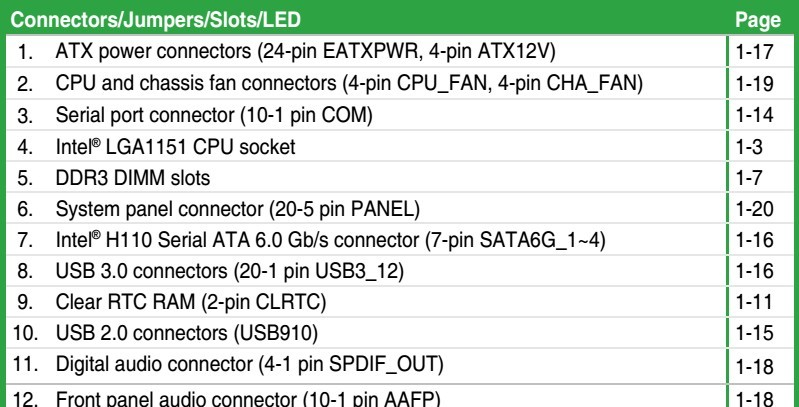 Connectors/Jumpers/Slots/LED Page
1. ATX power connectors (24-pin EATXPWR, 4-pin ATX12V) 1-17
2. CPU and chassis fan connectors (4-pin CPU_FAN, 4-pin CHA_FAN) 1-19
3. Serial port connector (10-1 pin COM) 1-14
4. Intel® LGA1151 CPU socket 1-3
5. DDR3 DIMM slots 1-7
6. System panel connector (20-5 pin PANEL) 1-20
7. Intel® H110 Serial ATA 6.0 Gb/s connector (7-pin SATA6G_1~4) 1-16
8. USB 3.0 connectors (20-1 pin USB3_12) 1-16
9. Clear RTC RAM (2-pin CLRTC) 1-11
10. USB 2.0 connectors (USB910) 1-15
11. Digital audio connector (4-1 pin SPDIF_OUT) 1-18
12. Front panel audio connector (10-1 pin AAFP) 1-18